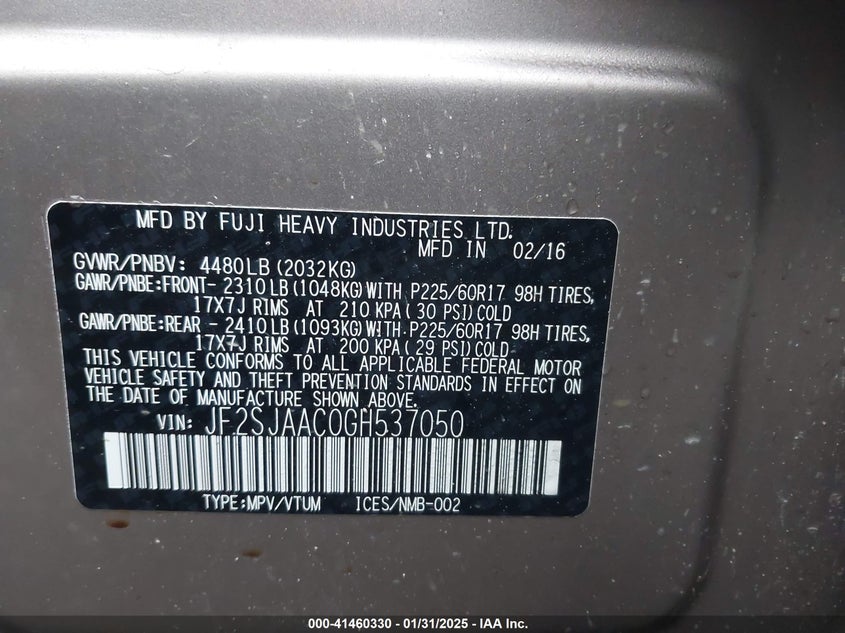 MFD BY FUJI HEAVY INDUSTRIES LTD.
MFD IN 02/16
GVWR/PNBV: 4480LB (2032KG)
GAWR/PNBE:FRONT- 2310LB (1048KG) WITH P225/60R17 98H TIRES,
17X7J RIMS AT 210 KPA ( 30 PSI) COLD
GAWR/PNBE:REAR - 2410LB (1093KG) WITH P225/60R17 98H TIRES,
17X7J RIMS AT 200 KPA ( 29 PSI) COLD
THIS VEHICLE CONFORMS TO ALL APPLICABLE FEDERAL MOTOR
VEHICLE SAFETY AND THEFT PREVENTION STANDARDS IN EFFECT ON
THE DATE OF MANUFACTURE SHOWN ABOVE.
VIN: JF2SJAAC0GH537050
TYPE:MPV/VTUM ICES/NMB-002
000-41460330 - 01/31/2025 - IAA Inc.